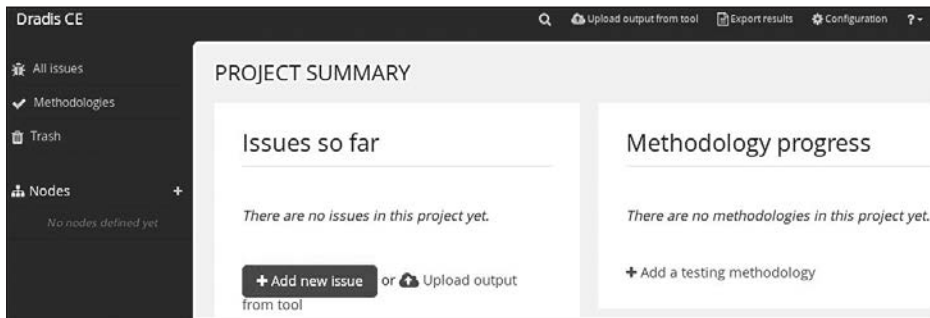 Dradis CE
Upload output from tool Export results Configuration ?
All issues
Methodologies
Trash
Nodes +
No nodes defined yet
PROJECT SUMMARY
Issues so far
There are no issues in this project yet.
+ Add new issue or Upload output
from tool
Methodology progress
There are no methodologies in this project yet.
+ Add a testing methodology